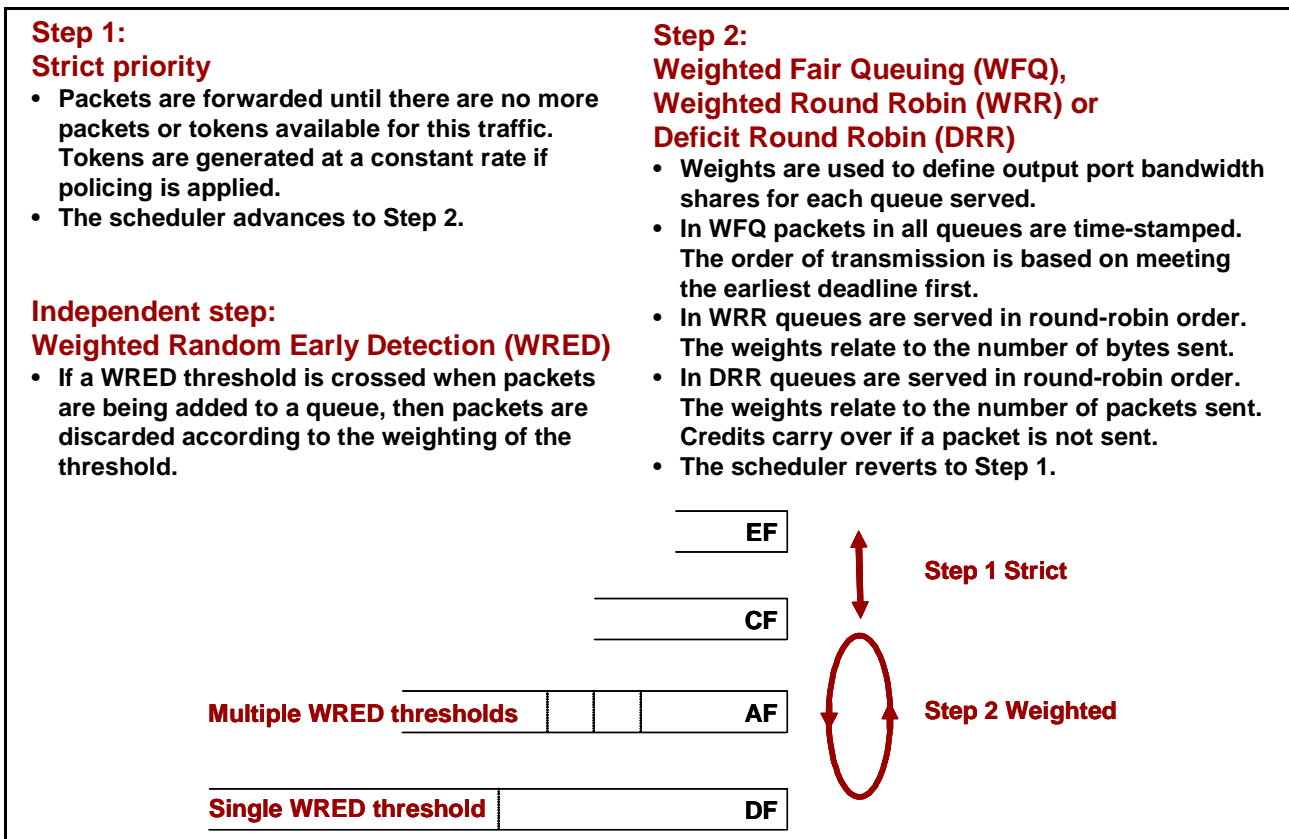 Step 1:
Strict priority
• Packets are forwarded until there are no more
packets or tokens available for this traffic.
Tokens are generated at a constant rate if
policing is applied.
• The scheduler advances to Step 2.
Independent step:
Weighted Random Early Detection (WRED)
• If a WRED threshold is crossed when packets
are being added to a queue, then packets are
discarded according to the weighting of the
threshold.
Step 2:
Weighted Fair Queuing (WFQ),
Weighted Round Robin (WRR) or
Deficit Round Robin (DRR)
• Weights are used to define output port bandwidth
shares for each queue served.
• In WFQ packets in all queues are time-stamped.
The order of transmission is based on meeting
the earliest deadline first.
• In WRR queues are served in round-robin order.
The weights relate to the number of bytes sent.
• In DRR queues are served in round-robin order.
The weights relate to the number of packets sent.
Credits carry over if a packet is not sent.
• The scheduler reverts to Step 1.
EF
Step 1 Strict
CF
Multiple WRED thresholds
AF
Step 2 Weighted
Single WRED threshold
DF